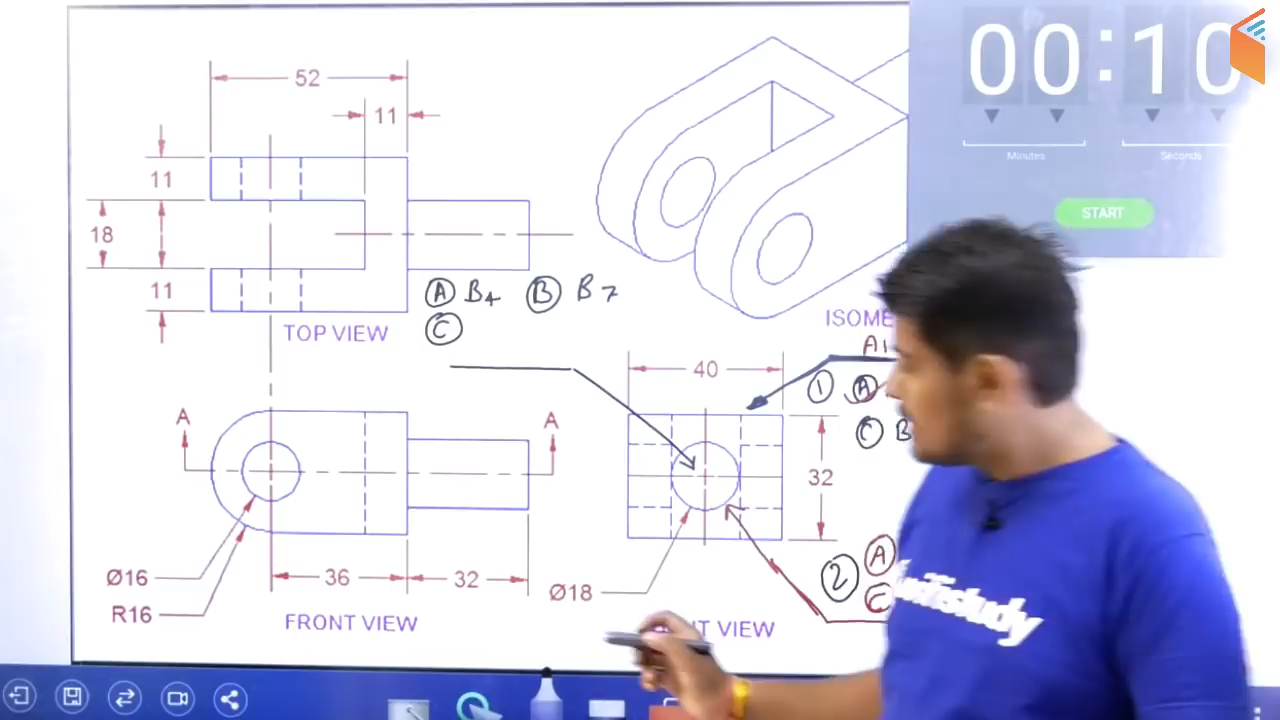 52
11
00:10
Minutes
Seconds
START
11
18
11
Ⓐ B4 Ⓑ B7
Ⓒ
TOP VIEW
40
① Ⓐ
Ⓒ B
A
A
32
Ø16
R16
36
32
Ø18
② Ⓐ
Ⓒ
FRONT VIEW
VIEW